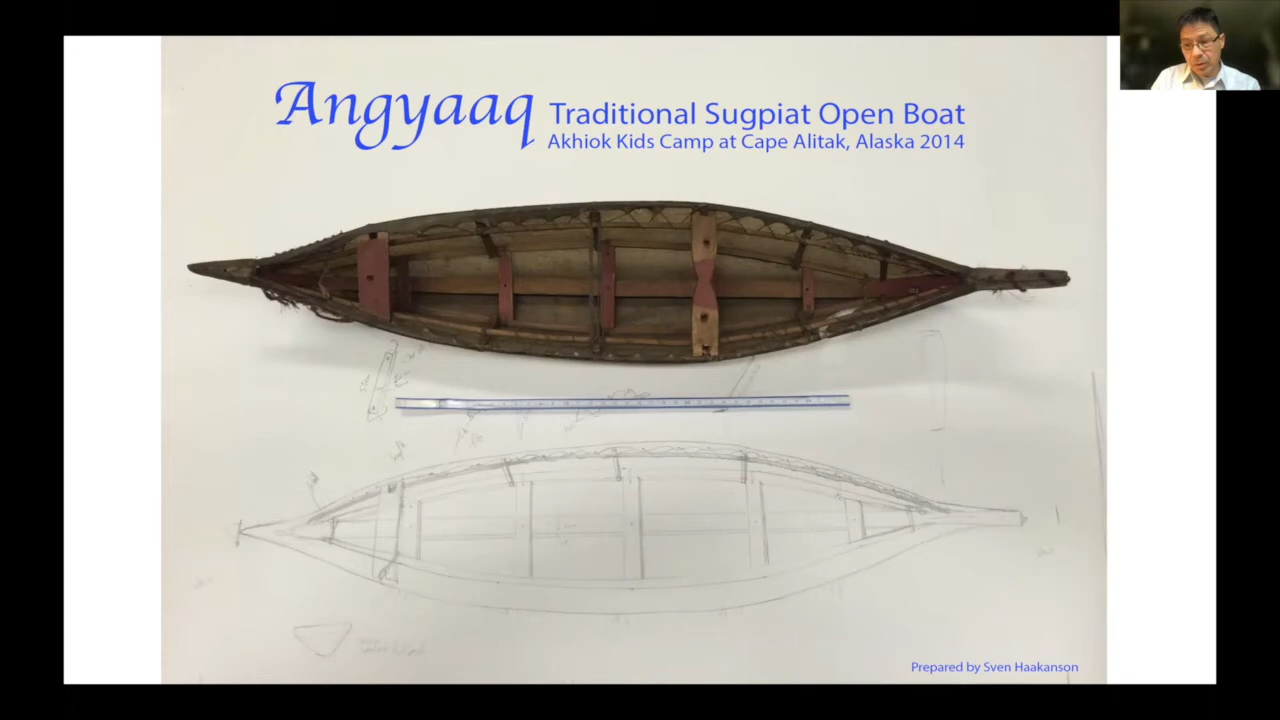 Angyaaq Traditional Sugpiat Open Boat
Akhiok Kids Camp at Cape Alitak, Alaska 2014
Prepared by Sven Haakanson